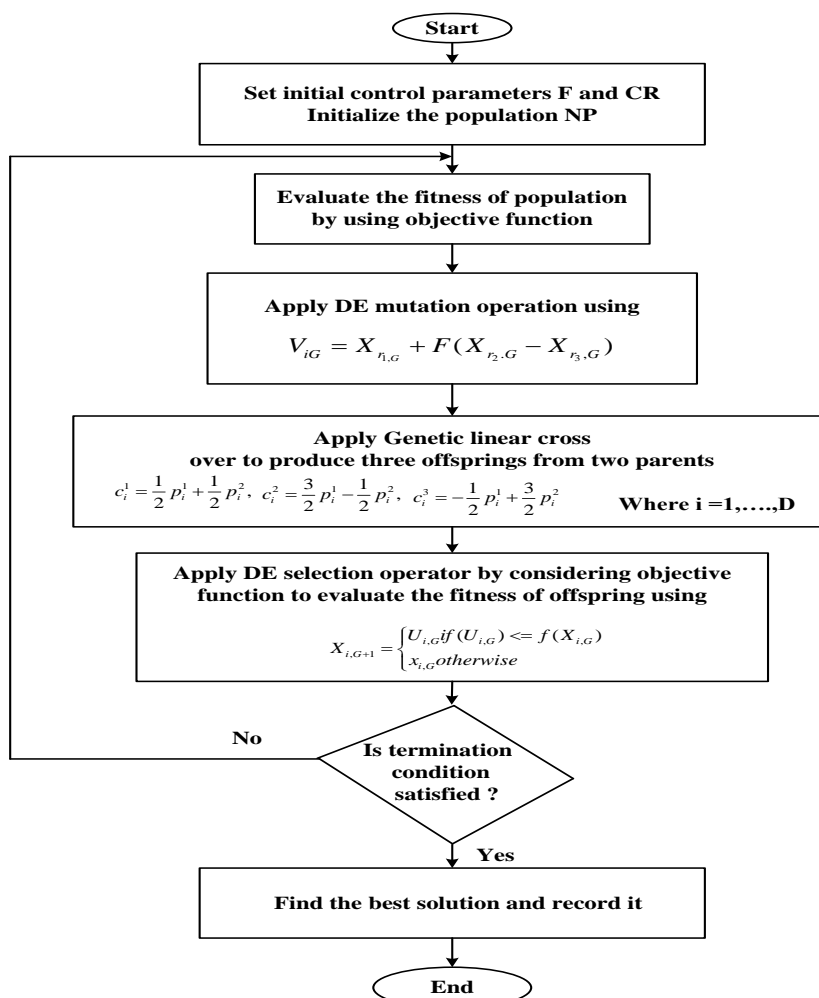 Start
Set initial control parameters F and CR
Initialize the population NP
Evaluate the fitness of population
by using objective function
Apply DE mutation operation using
V_{iG} = X_{r_{1,G}} + F(X_{r_2.G} − X_{r_3,G})
Apply Genetic linear cross
over to produce three offsprings from two parents
c_i^1 = \frac{1}{2} p_i^1 + \frac{1}{2} p_i^2, c_i^2 = \frac{3}{2} p_i^1 − \frac{1}{2} p_i^2, c_i^3 = −\frac{1}{2} p_i^1 + \frac{3}{2} p_i^2 Where i =1,….,D
Apply DE selection operator by considering objective
function to evaluate the fitness of offspring using
X_{i,G+1} = { U_{i,G} if (U_{i,G}) <= f(X_{i,G})
x_{i,G} otherwise
No
Is termination
condition
satisfied ?
Yes
Find the best solution and record it
End